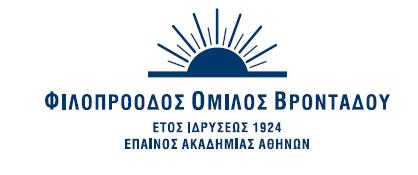 ΦΙΛΟΠΡΟΟΔΟΣ ΟΜΙΛΟΣ ΒΡΟΝΤΑΔΟΥ
ΕΤΟΣ ΙΔΡΥΣΕΩΣ 1924
ΕΠΑΙΝΟΣ ΑΚΑΔΗΜΙΑΣ ΑΘΗΝΩΝ